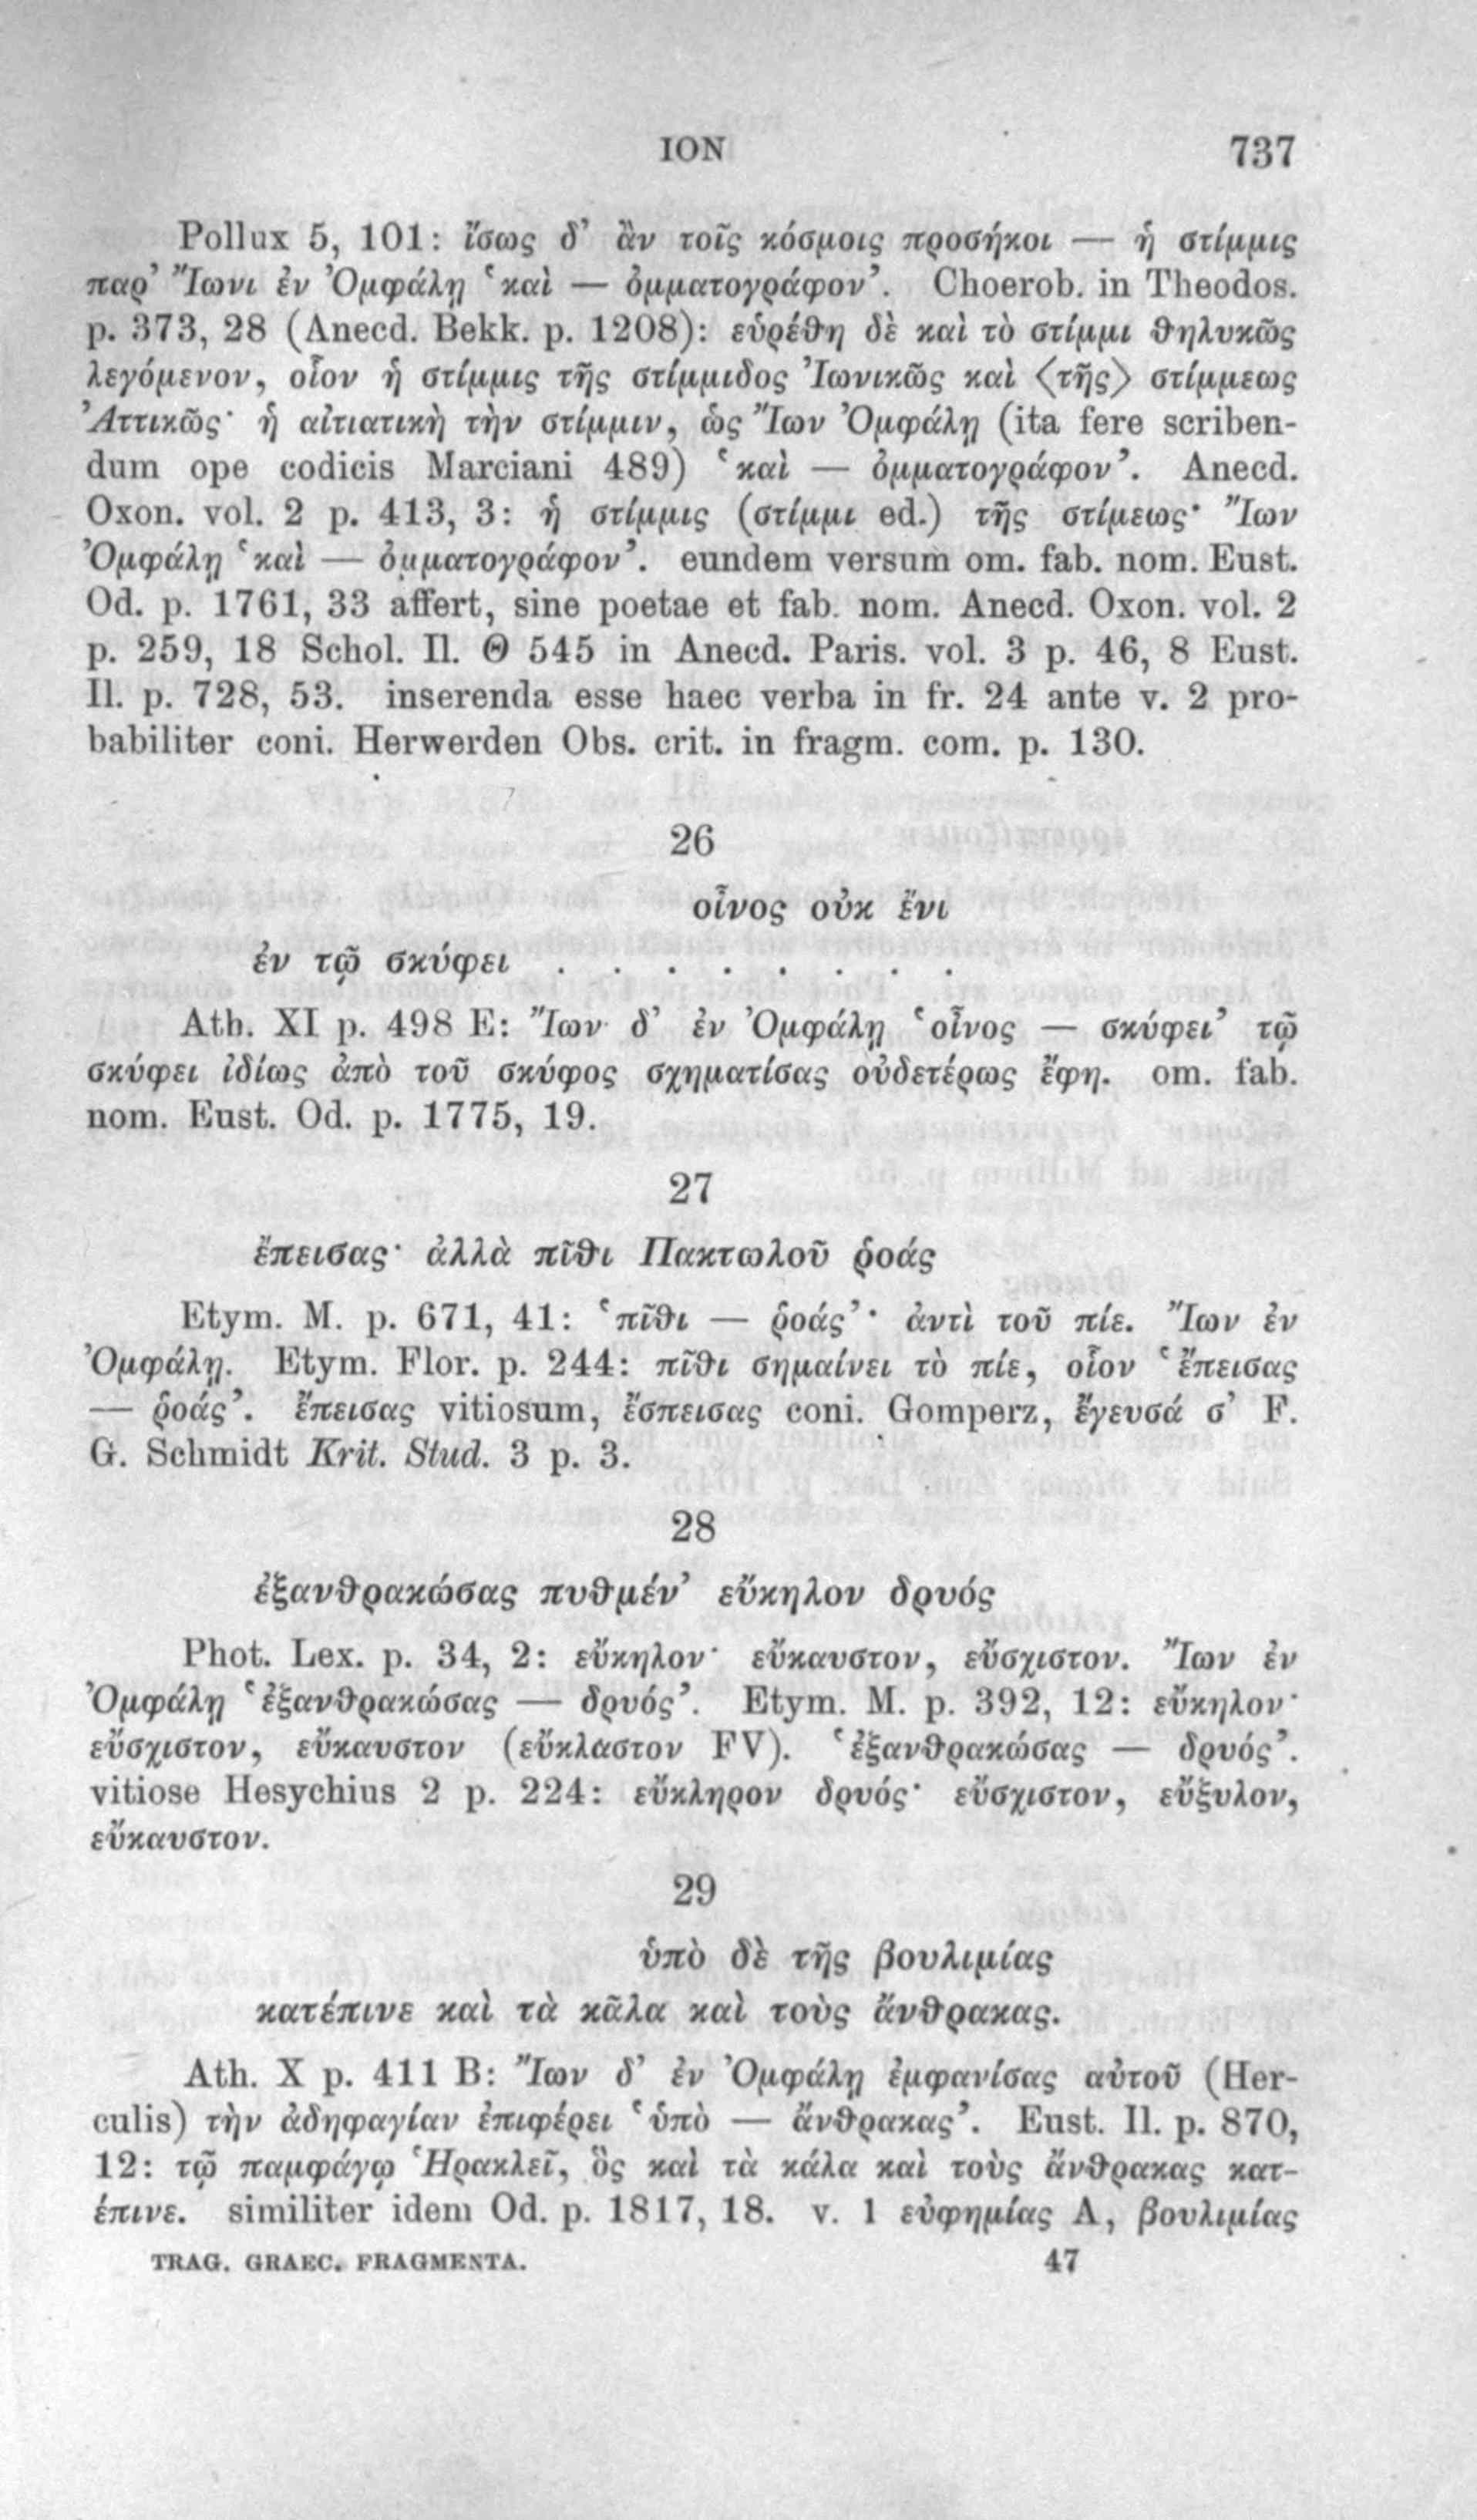 ION 737
Pollux 5, 101: ἴσως δ’ ἂν τοῖς κόσμοις προσήκοι — ἡ στίμμις
παρ’ Ἴωνι ἐν Ὀμφάλῃ ‘καὶ — ὀμματογράφον’. Choerob. in Theodos.
p. 373, 28 (Anecd. Bekk. p. 1208): εὑρέθη δὲ καὶ τὸ στίμμι θηλυκῶς
λεγόμενον, οἷον ἡ στίμμις τῆς στίμμιδος Ἰωνικῶς καὶ ⟨τῆς⟩ στίμμεως
Ἀττικῶς· ἡ αἰτιατικὴ τὴν στίμμιν, ὡς Ἴων Ὀμφάλῃ (ita fere scriben-
dum ope codicis Marciani 489) ‘καὶ — ὀμματογράφον’. Anecd.
Oxon. vol. 2 p. 413, 3: ἡ στίμμις (στίμμι ed.) τῆς στίμεως· Ἴων
Ὀμφάλῃ ‘καὶ — ὀμματογράφον’. eundem versum om. fab. nom. Eust.
Od. p. 1761, 33 affert, sine poetae et fab. nom. Anecd. Oxon. vol. 2
p. 259, 18 Schol. Il. Θ 545 in Anecd. Paris. vol. 3 p. 46, 8 Eust.
Il. p. 728, 53. inserenda esse haec verba in fr. 24 ante v. 2 pro-
babiliter coni. Herwerden Obs. crit. in fragm. com. p. 130.
26
οἶνος οὐκ ἔνι
ἐν τῷ σκύφει . . . . . . . .
Ath. XI p. 498 E: Ἴων δ’ ἐν Ὀμφάλῃ ‘οἶνος — σκύφει’ τῷ
σκύφει ἰδίως ἀπὸ τοῦ σκύφος σχηματίσας οὐδετέρως ἔφη. om. fab.
nom. Eust. Od. p. 1775, 19.
27
ἔπεισας· ἀλλὰ πῖθι Πακτωλοῦ ῥοάς
Etym. M. p. 671, 41: ‘πῖθι — ῥοάς’· ἀντὶ τοῦ πίε. Ἴων ἐν
Ὀμφάλῃ. Etym. Flor. p. 244: πῖθι σημαίνει τὸ πίε, οἷον ‘ἔπεισας
— ῥοάς’. ἔπεισας vitiosum, ἔσπεισας coni. Gomperz, ἔγευσά σ’ F.
G. Schmidt Krit. Stud. 3 p. 3.
28
ἐξανθρακώσας πυθμέν’ εὔκηλον δρυός
Phot. Lex. p. 34, 2: εὔκηλον· εὔκαυστον, εὔσχιστον. Ἴων ἐν
Ὀμφάλῃ ‘ἐξανθρακώσας — δρυός’. Etym. M. p. 392, 12: εὔκηλον·
εὔσχιστον, εὔκαυστον (εὔκλαστον FV). ‘ἐξανθρακώσας — δρυός’.
vitiose Hesychius 2 p. 224: εὔκληρον δρυός· εὔσχιστον, εὔξυλον,
εὔκαυστον.
29
ὑπὸ δὲ τῆς βουλιμίας
κατέπινε καὶ τὰ κᾶλα καὶ τοὺς ἄνθρακας.
Ath. X p. 411 B: Ἴων δ’ ἐν Ὀμφάλῃ ἐμφανίσας αὐτοῦ (Her-
culis) τὴν ἀδηφαγίαν ἐπιφέρει ‘ὑπὸ — ἄνθρακας’. Eust. Il. p. 870,
12: τῷ παμφάγῳ Ἡρακλεῖ, ὃς καὶ τὰ κάλα καὶ τοὺς ἄνθρακας κατ-
έπινε. similiter idem Od. p. 1817, 18. v. 1 εὐφημίας A, βουλιμίας
TRAG. GRAEC. FRAGMENTA. 47